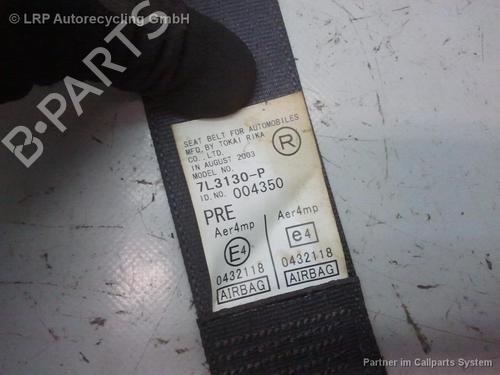 © LRP Autorecycling GmbH
B-PARTS
SEAT BELT FOR AUTOMOBILES
MFD. BY TOKAI RIKA
CO., LTD.
IN AUGUST 2003
MODEL NO.
7L3130-P
ID. NO. 004350
R
PRE
Aer4mp
E4
0432118
AIRBAG
Aer4mp
e4
0432118
AIRBAG
Partner im Callparts System